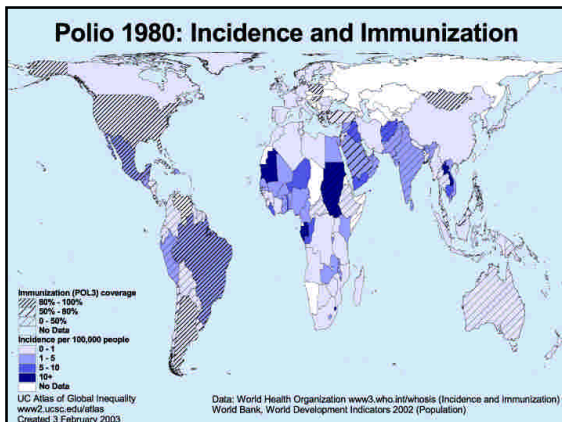 Polio 1980: Incidence and Immunization
Immunization (POL3) coverage
80% - 100%
50% - 80%
0 - 50%
No Data
Incidence per 100,000 people
0 - 1
1 - 5
5 - 10
10+
No Data
UC Atlas of Global Inequality
www2.ucsc.edu/atlas
Created 3 February 2003
Data: World Health Organization www3.who.int/whosis (Incidence and immunization)
World Bank, World Development Indicators 2002 (Population)